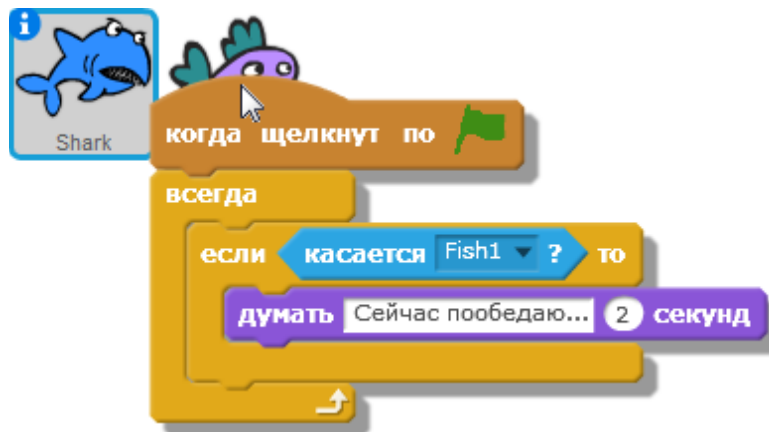 i
Shark
когда щелкнут по
всегда
если касается Fish1 ? то
думать Сейчас пообедаю... 2 секунд